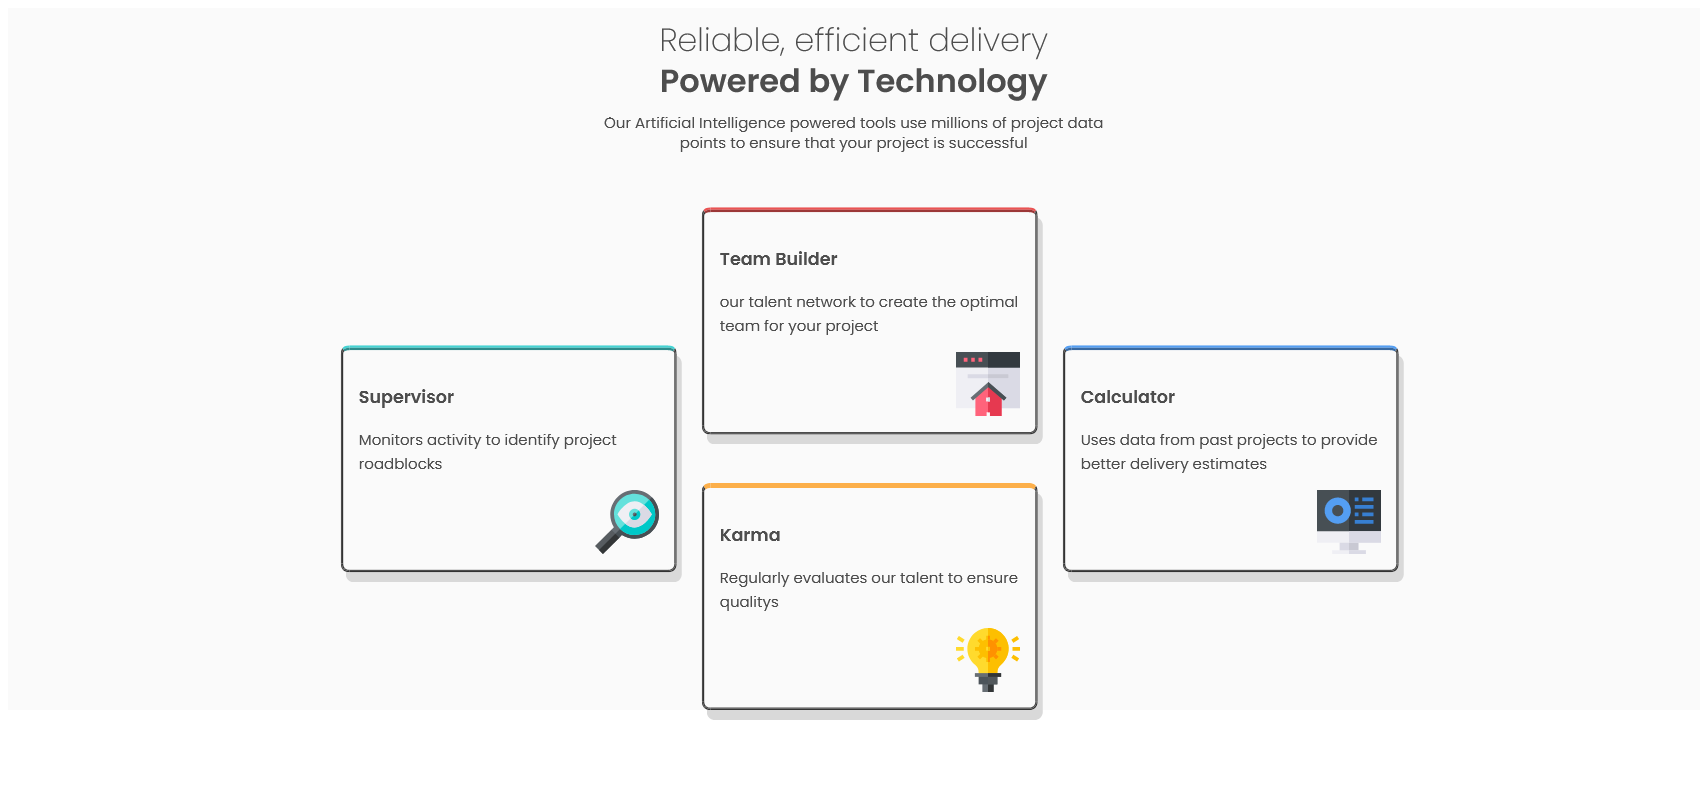 Reliable, efficient delivery
Powered by Technology
Our Artificial Intelligence powered tools use millions of project data
points to ensure that your project is successful
Team Builder
our talent network to create the optimal
team for your project
Supervisor
Monitors activity to identify project
roadblocks
Calculator
Uses data from past projects to provide
better delivery estimates
Karma
Regularly evaluates our talent to ensure
qualitys